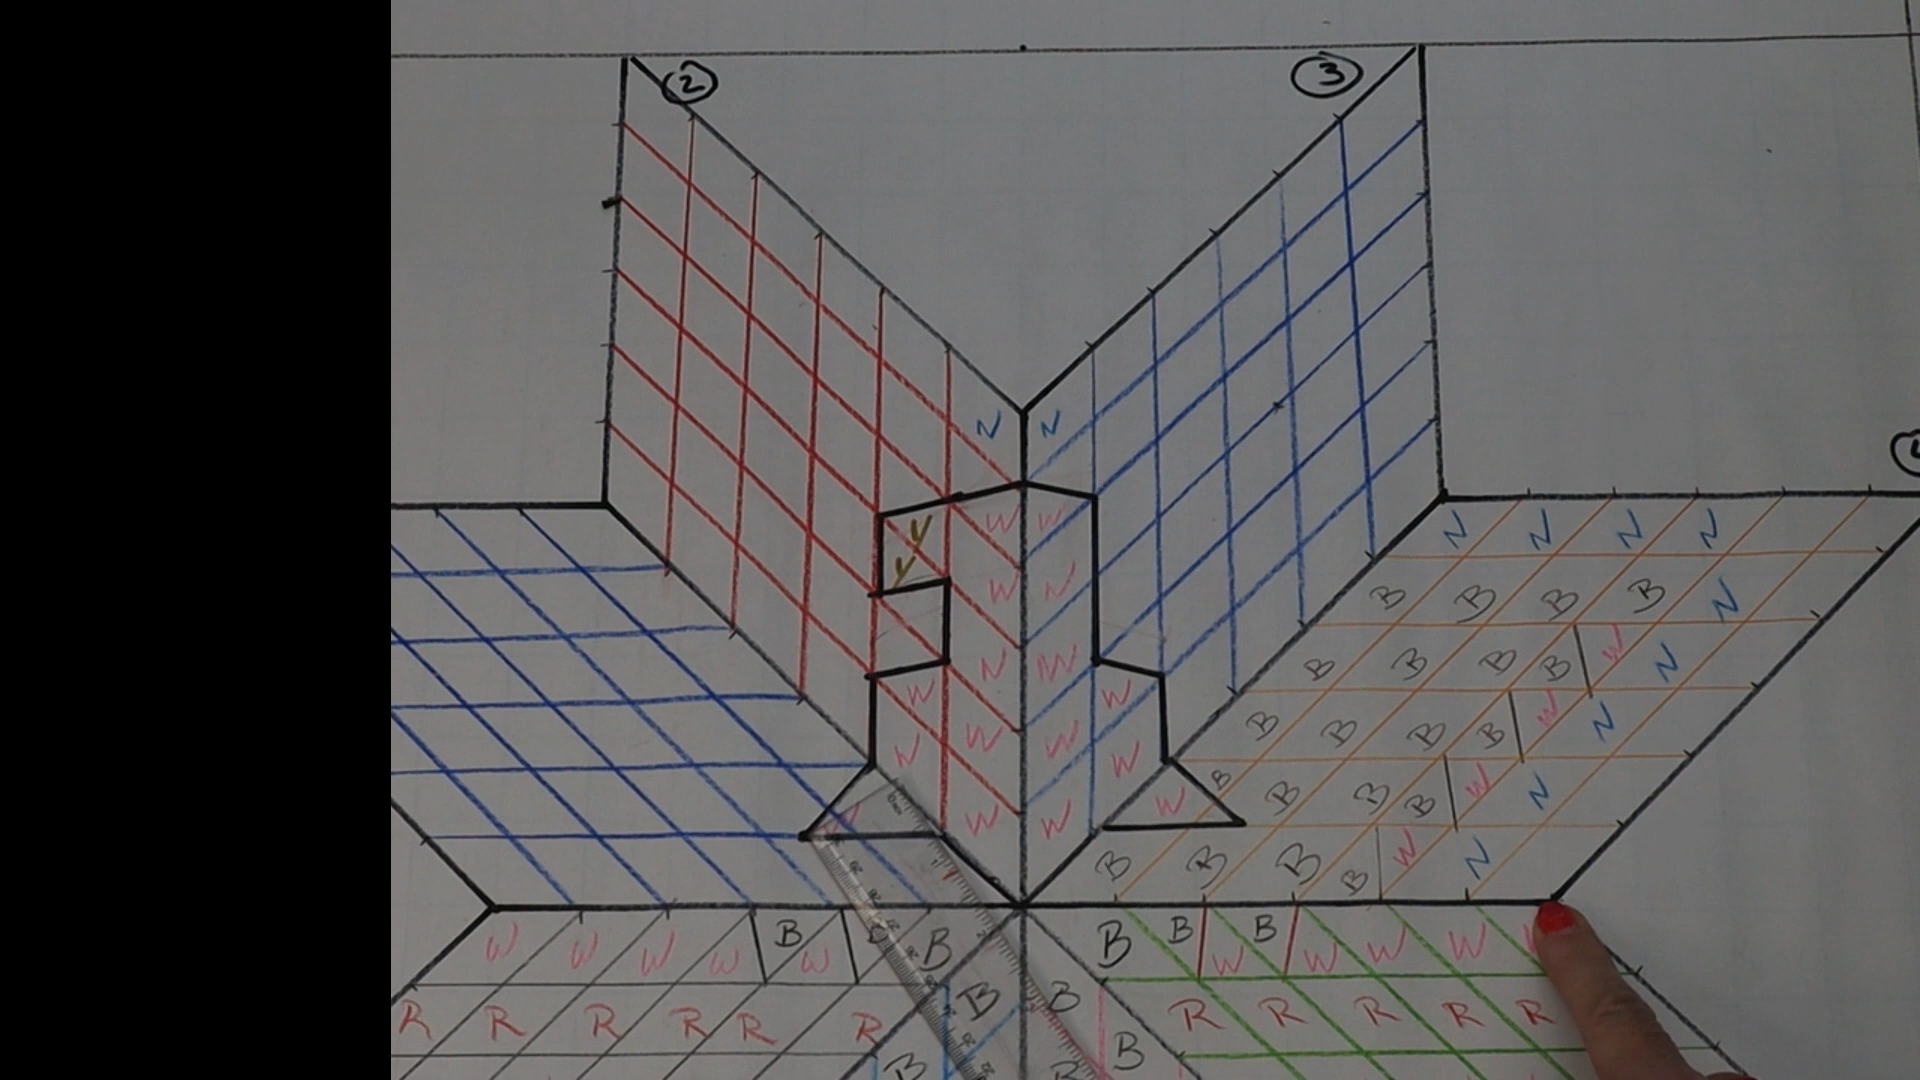 2 3
N N
N N N N
Y W W
Y W N B B B B N
N W B B B B W N
W W
W W W W B B B B W N
B B B B W N
W W W
B B B B W N
W W W W B W B B B W B W W W W
R R R R R R B B R R R R R
B B